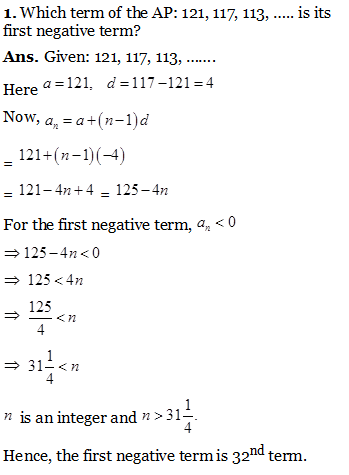 1. Which term of the AP: 121, 117, 113, ..... is its
first negative term?
Ans. Given: 121, 117, 113, .......
Here a = 121, d = 117 – 121 = 4
Now, aₙ = a + (n – 1)d
= 121 + (n – 1)(–4)
= 121 – 4n + 4 = 125 – 4n
For the first negative term, aₙ < 0
⇒ 125 – 4n < 0
⇒ 125 < 4n
⇒ 125/4 < n
⇒ 31 1/4 < n
n is an integer and n > 31 1/4.
Hence, the first negative term is 32nd term.